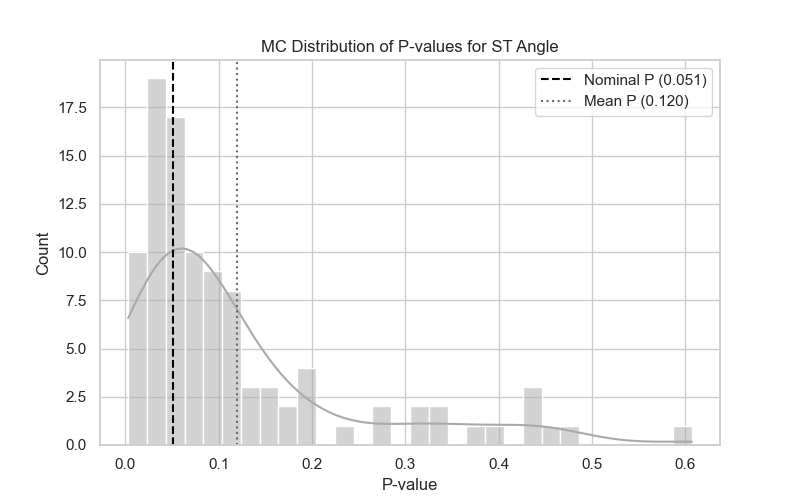 MC Distribution of P-values for ST Angle
Nominal P (0.051)
Mean P (0.120)
Count
17.5
15.0
12.5
10.0
7.5
5.0
2.5
0.0
0.0 0.1 0.2 0.3 0.4 0.5 0.6
P-value